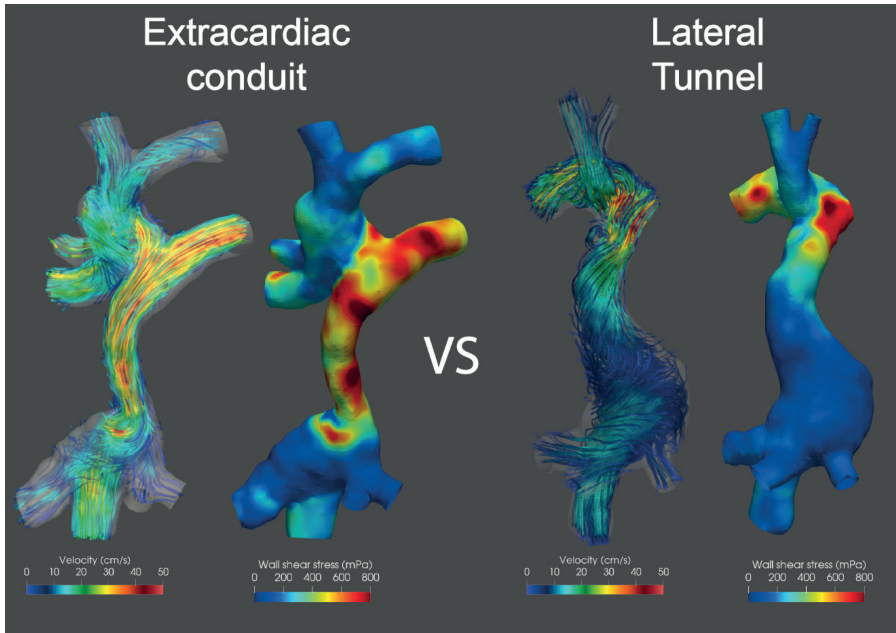 Extracardiac
conduit
Lateral
Tunnel
VS
Velocity (cm/s)
0 10 20 30 40 50
Wall shear stress (mPa)
0 200 400 600 800
Velocity (cm/s)
0 10 20 30 40 50
Wall shear stress (mPa)
0 200 400 600 800